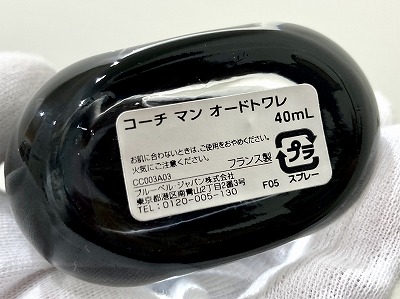 コーチ マン オードトワレ
40mL
お肌に合わないときは、ご使用をおやめください。
火気にご注意ください。
フランス製
プラ
CC003A03
ブルーベル ジャパン株式会社
東京都港区南青山2丁目2番3号
TEL:0120-005-130
F05 スプレー